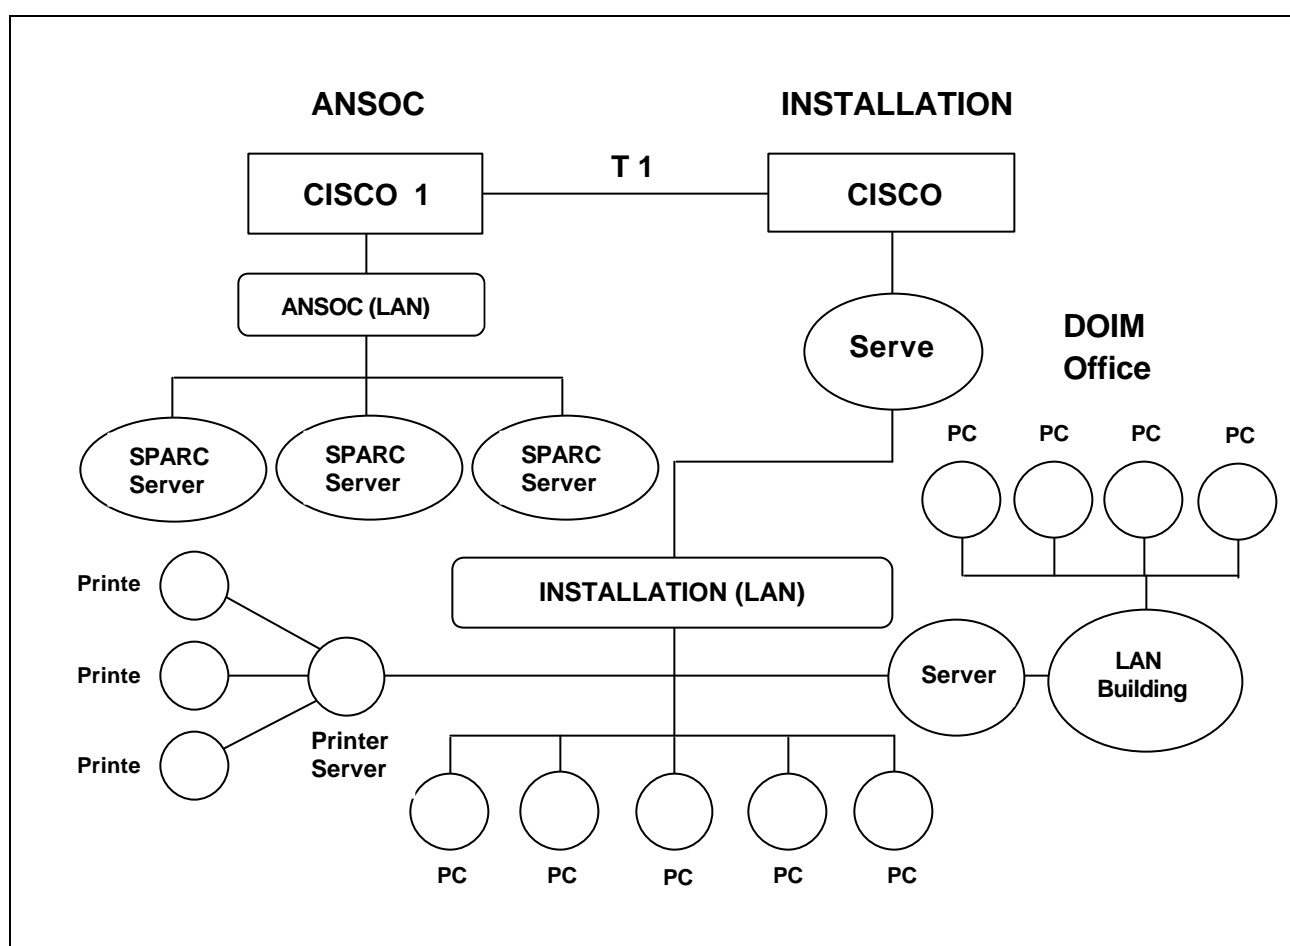 ANSOC
INSTALLATION
T 1
CISCO 1
CISCO
ANSOC (LAN)
Serve
DOIM
Office
PC
PC
PC
PC
SPARC
Server
SPARC
Server
SPARC
Server
Printe
INSTALLATION (LAN)
Printe
Server
LAN
Building
Printer
Server
Printe
PC
PC
PC
PC
PC